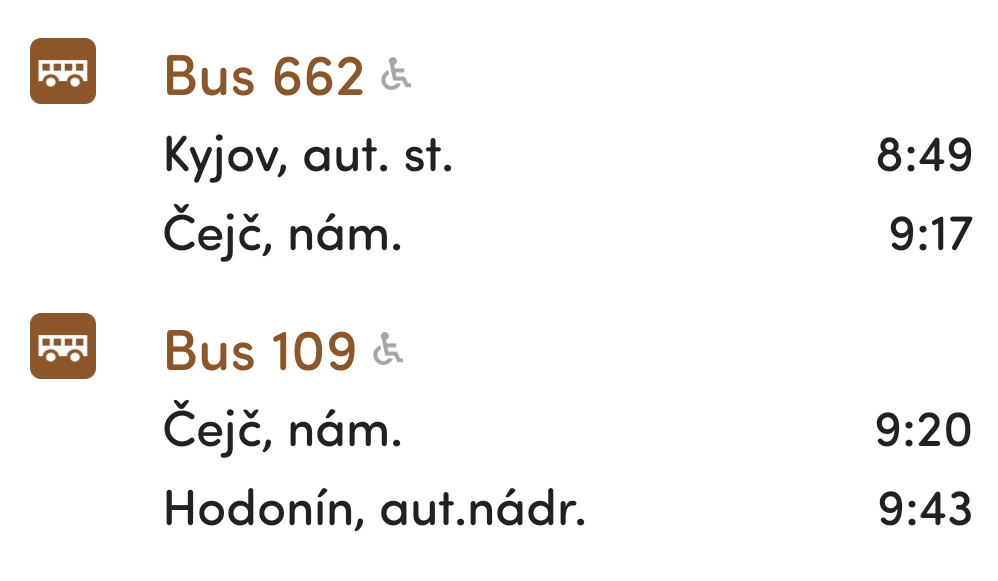 Bus 662
Kyjov, aut. st. 8:49
Čejč, nám. 9:17
Bus 109
Čejč, nám. 9:20
Hodonín, aut.nádr. 9:43